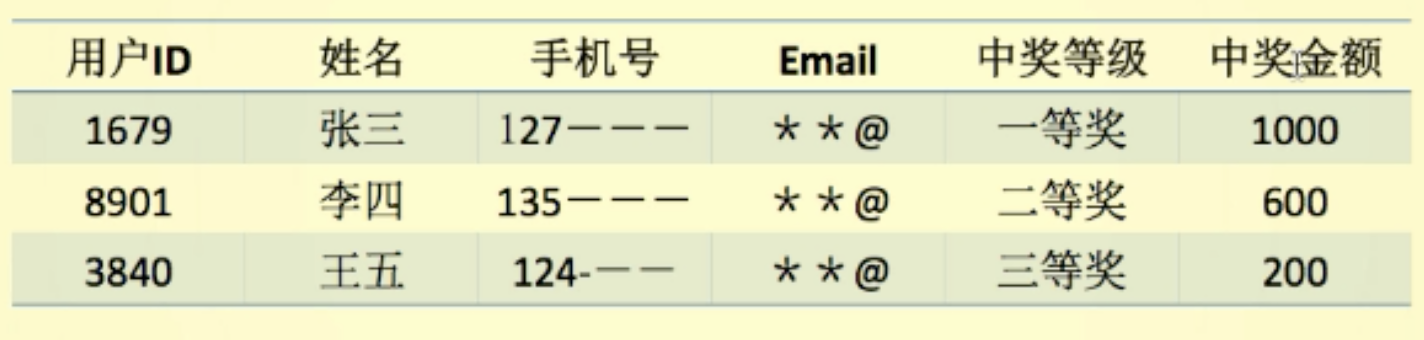 用户ID 姓名 手机号 Email 中奖等级 中奖金额
1679 张三 127－－－ **@ 一等奖 1000
8901 李四 135－－－ **@ 二等奖 600
3840 王五 124-－－ **@ 三等奖 200